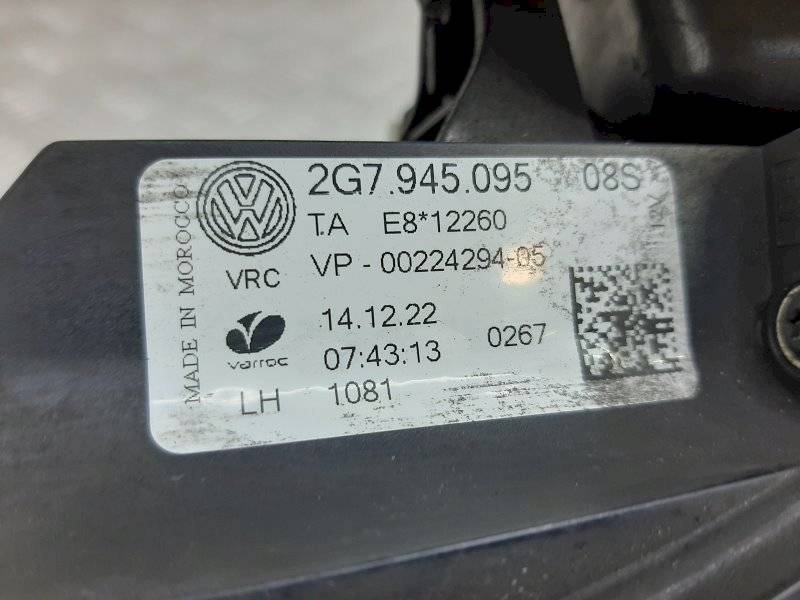 2G7.945.095 08S
T.A E8*12260
VRC VP - 00224294-05
14.12.22
varroc 07:43:13 0267
LH 1081
MADE IN MOROCCO
12V